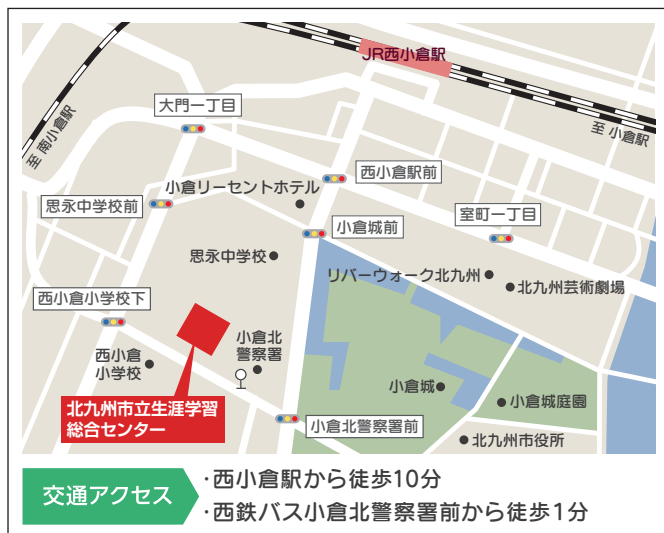 JR西小倉駅
大門一丁目
至 小倉駅
至 南小倉駅
西小倉駅前
小倉リーセントホテル
思永中学校前
室町一丁目
小倉城前
思永中学校
リバーウォーク北九州
北九州芸術劇場
西小倉小学校下
小倉北
警察署
西小倉
小学校
小倉城
小倉城庭園
北九州市立生涯学習
総合センター
小倉北警察署前
北九州市役所
交通アクセス
・西小倉駅から徒歩10分
・西鉄バス小倉北警察署前から徒歩1分